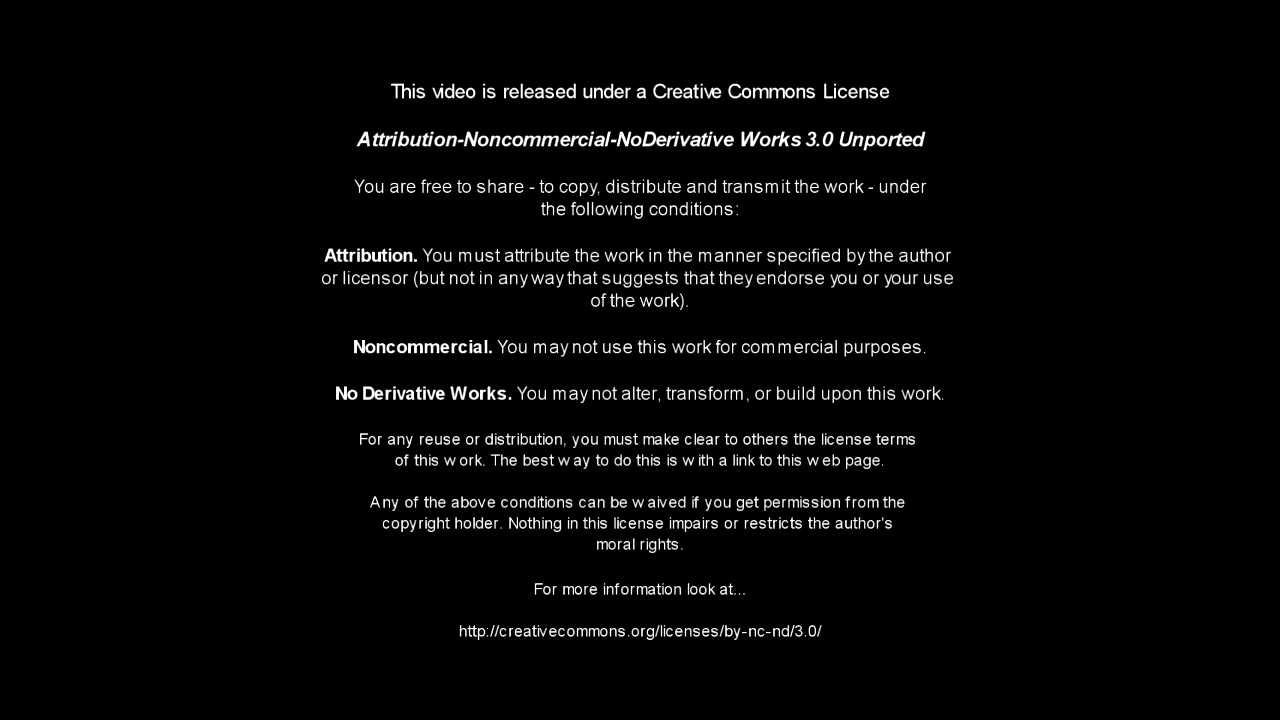 This video is released under a Creative Commons License
Attribution-Noncommercial-NoDerivative Works 3.0 Unported
You are free to share - to copy, distribute and transmit the work - under
the following conditions:
Attribution. You must attribute the work in the manner specified by the author
or licensor (but not in any way that suggests that they endorse you or your use
of the work).
Noncommercial. You may not use this work for commercial purposes.
No Derivative Works. You may not alter, transform, or build upon this work.
For any reuse or distribution, you must make clear to others the license terms
of this work. The best way to do this is with a link to this web page.
Any of the above conditions can be waived if you get permission from the
copyright holder. Nothing in this license impairs or restricts the author's
moral rights.
For more information look at...
http://creativecommons.org/licenses/by-nc-nd/3.0/